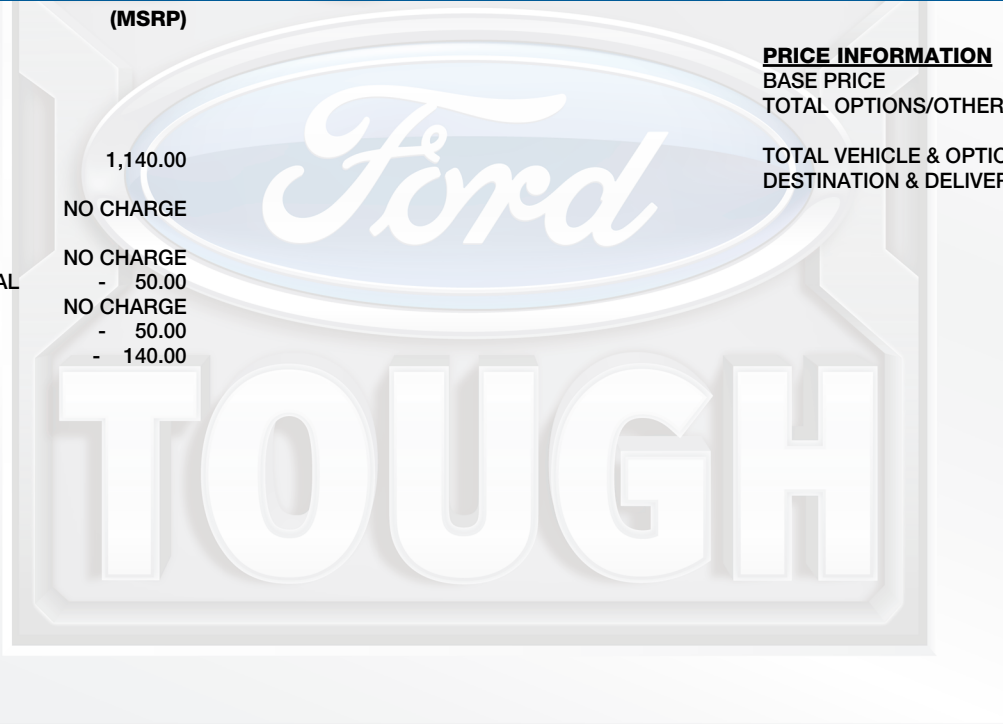 (MSRP)
1,140.00
NO CHARGE
NO CHARGE
AL - 50.00
NO CHARGE
- 50.00
- 140.00
PRICE INFORMATION
BASE PRICE
TOTAL OPTIONS/OTHER
TOTAL VEHICLE & OPTIO
DESTINATION & DELIVER
Ford
TOUGH